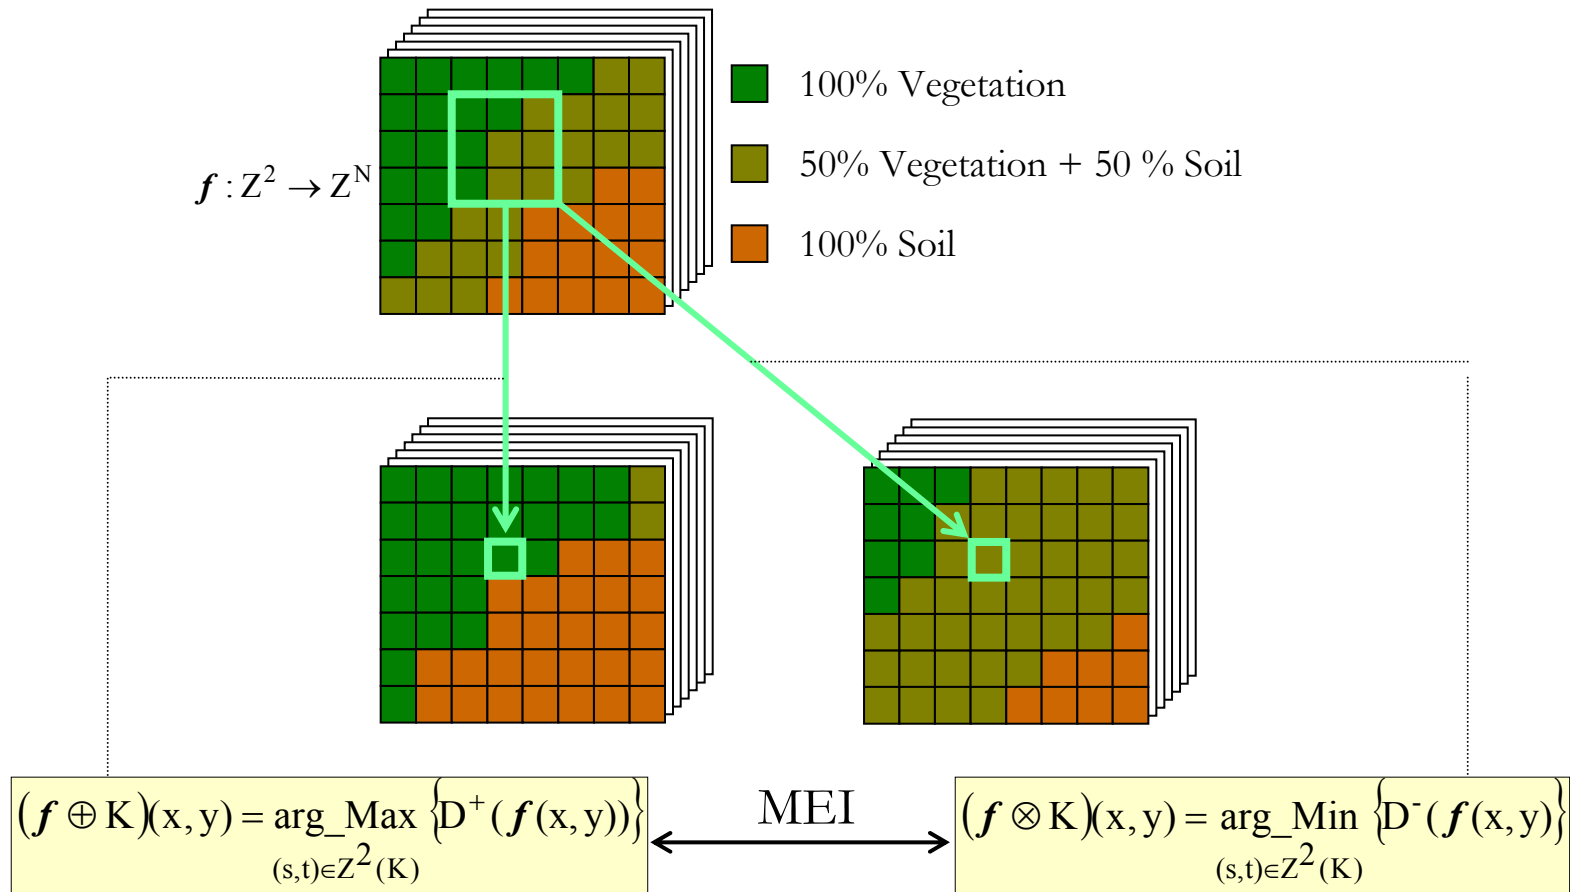 100% Vegetation
50% Vegetation + 50 % Soil
f : Z² → Z^N
100% Soil
(f ⊕ K)(x, y) = arg_Max {D⁺(f(x, y))}
(s,t)∈Z²(K)
MEI
(f ⊗ K)(x, y) = arg_Min {D⁻(f(x, y)}
(s,t)∈Z²(K)